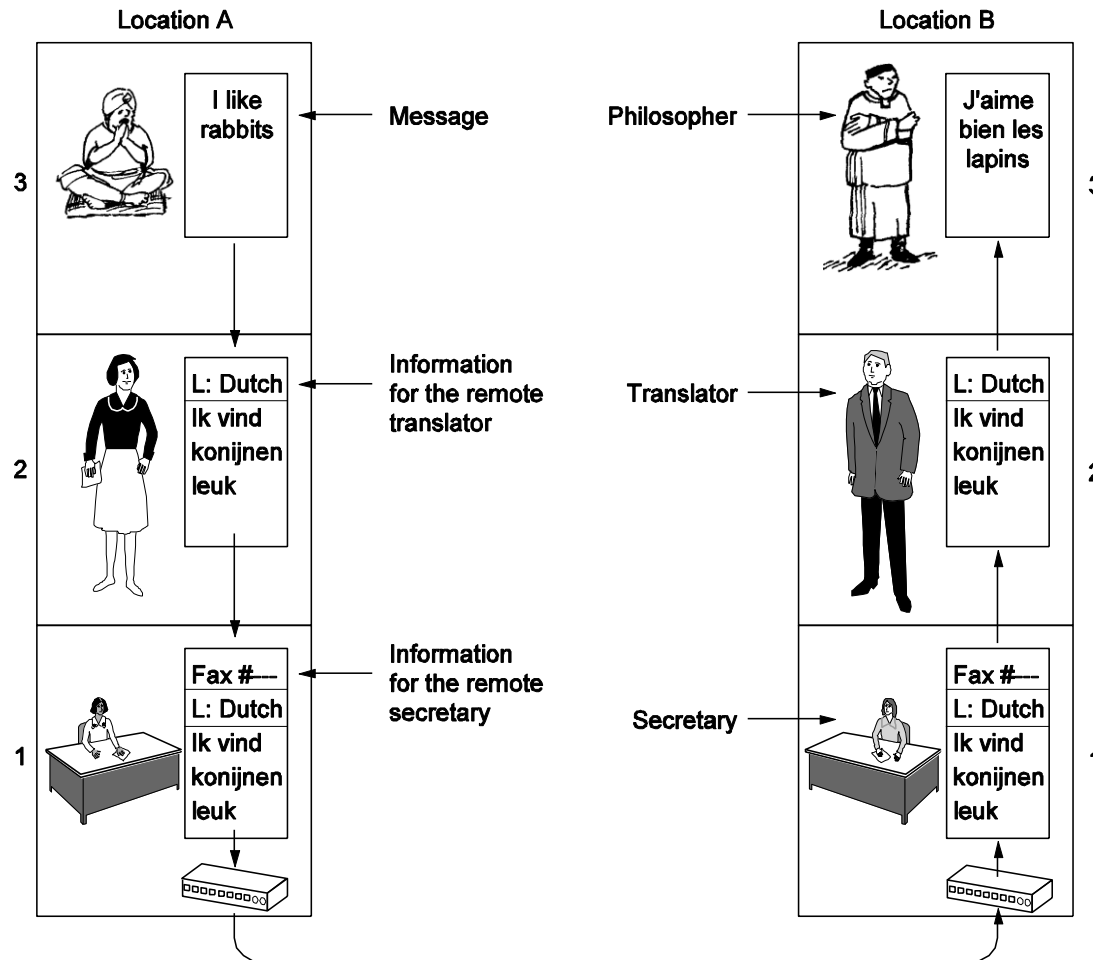 Location A
Location B
I like
rabbits
Message
Philosopher
J'aime
bien les
lapins
3
3
L: Dutch
Ik vind
konijnen
leuk
Information
for the remote
translator
Translator
L: Dutch
Ik vind
konijnen
leuk
2
2
Fax #---
L: Dutch
Ik vind
konijnen
leuk
Information
for the remote
secretary
Secretary
Fax #---
L: Dutch
Ik vind
konijnen
leuk
1